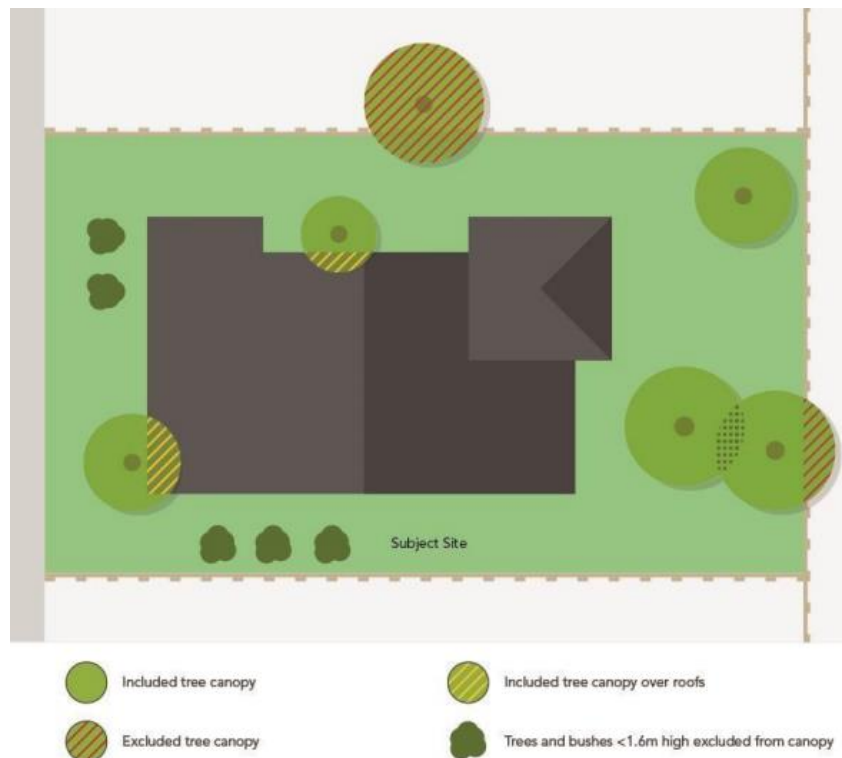 Subject Site
Included tree canopy
Included tree canopy over roofs
Excluded tree canopy
Trees and bushes <1.6m high excluded from canopy